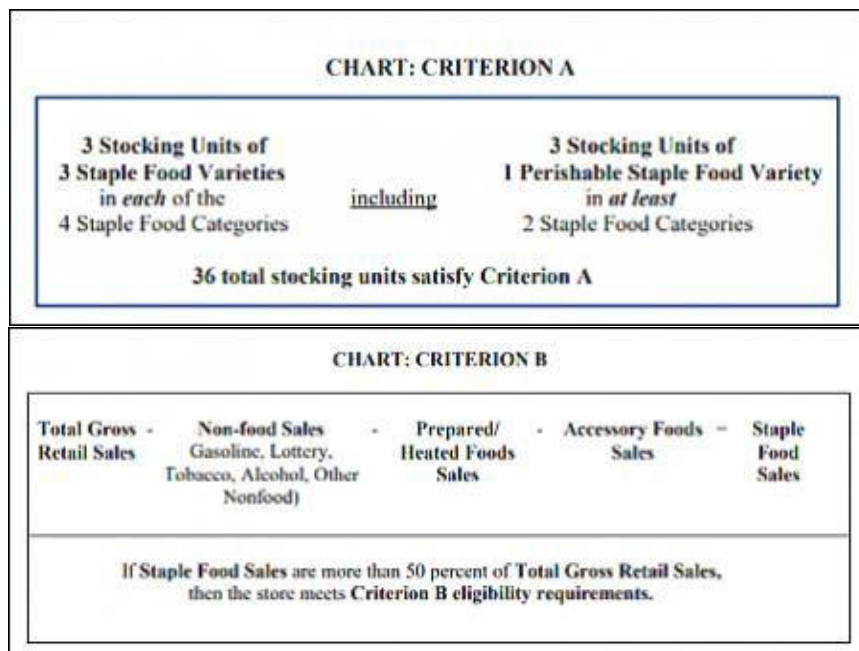 CHART: CRITERION A
3 Stocking Units of
3 Staple Food Varieties
in each of the
4 Staple Food Categories
including
3 Stocking Units of
1 Perishable Staple Food Variety
in at least
2 Staple Food Categories
36 total stocking units satisfy Criterion A
CHART: CRITERION B
Total Gross - Non-food Sales - Prepared/ - Accessory Foods = Staple
Retail Sales Gasoline, Lottery, Heated Foods Sales Food
Tobacco, Alcohol, Other Sales Sales
Nonfood)
If Staple Food Sales are more than 50 percent of Total Gross Retail Sales,
then the store meets Criterion B eligibility requirements.